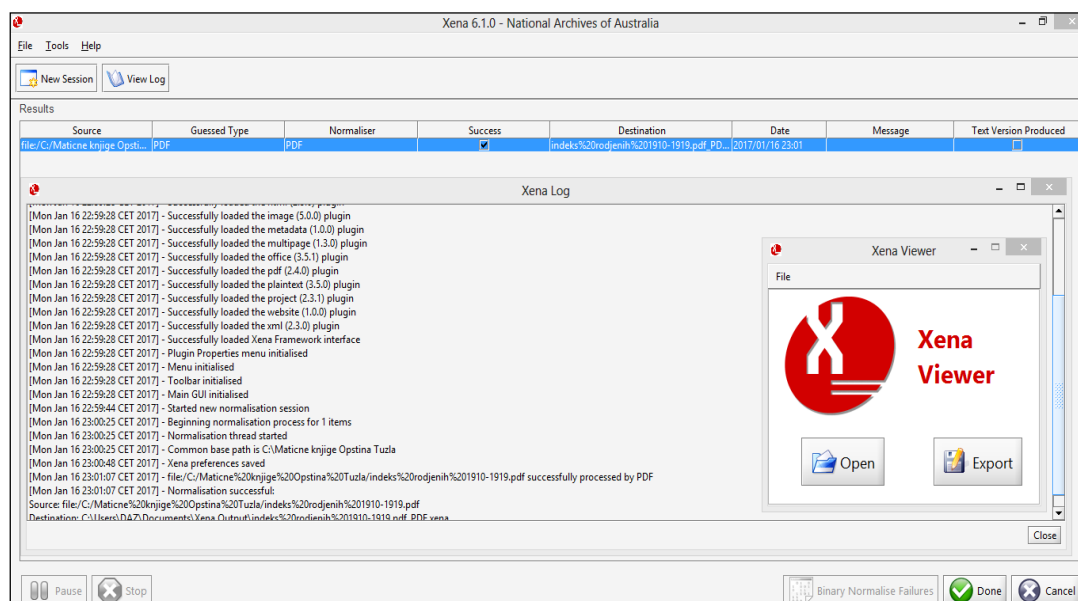 Xena 6.1.0 - National Archives of Australia
File Tools Help
New Session View Log
Results
Source Guessed Type Normaliser Success Destination Date Message Text Version Produced
file:/C:/Maticne knjige Opsti... PDF PDF indeks%20rodjenih%201910-1919.pdf_PD... 2017/01/16 23:01
Xena Log
[Mon Jan 16 22:59:28 CET 2017] - Successfully loaded the image (5.0.0) plugin
[Mon Jan 16 22:59:28 CET 2017] - Successfully loaded the metadata (1.0.0) plugin
[Mon Jan 16 22:59:28 CET 2017] - Successfully loaded the multipage (1.3.0) plugin
[Mon Jan 16 22:59:28 CET 2017] - Successfully loaded the office (3.5.1) plugin
[Mon Jan 16 22:59:28 CET 2017] - Successfully loaded the pdf (2.4.0) plugin
[Mon Jan 16 22:59:28 CET 2017] - Successfully loaded the plaintext (3.5.0) plugin
[Mon Jan 16 22:59:28 CET 2017] - Successfully loaded the project (2.3.1) plugin
[Mon Jan 16 22:59:28 CET 2017] - Successfully loaded the website (1.0.0) plugin
[Mon Jan 16 22:59:28 CET 2017] - Successfully loaded the xml (2.3.0) plugin
[Mon Jan 16 22:59:28 CET 2017] - Successfully loaded Xena Framework interface
[Mon Jan 16 22:59:28 CET 2017] - Plugin Properties menu initialised
[Mon Jan 16 22:59:28 CET 2017] - Menu initialised
[Mon Jan 16 22:59:28 CET 2017] - Toolbar initialised
[Mon Jan 16 22:59:28 CET 2017] - Main GUI initialised
[Mon Jan 16 22:59:44 CET 2017] - Started new normalisation session
[Mon Jan 16 23:00:25 CET 2017] - Beginning normalisation process for 1 items
[Mon Jan 16 23:00:25 CET 2017] - Normalisation thread started
[Mon Jan 16 23:00:25 CET 2017] - Common base path is C:\Maticne knjige Opstina Tuzla
[Mon Jan 16 23:00:48 CET 2017] - Xena preferences saved
[Mon Jan 16 23:01:07 CET 2017] - file:/C:/Maticne%20knjige%20Opstina%20Tuzla/indeks%20rodjenih%201910-1919.pdf successfully processed by PDF
[Mon Jan 16 23:01:07 CET 2017] - Normalisation successful:
Source: file:/C:/Maticne%20knjige%20Opstina%20Tuzla/indeks%20rodjenih%201910-1919.pdf
Destination: C:\Users\DAZ\Documents\Xena Output\indeks%20rodjenih%201910-1919.pdf_PDF.xena
Xena Viewer
File
X
Xena
Viewer
Open Export
Close
Pause Stop Binary Normalise Failures Done Cancel